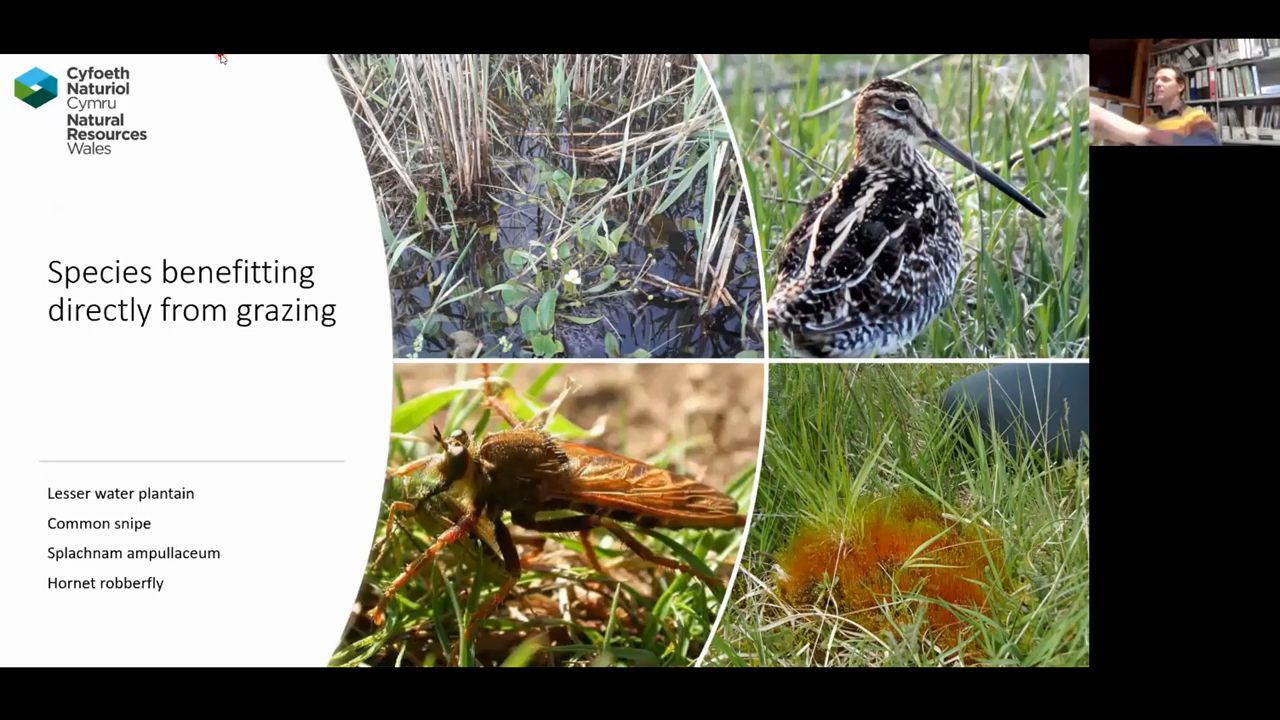 Cyfoeth
Naturiol
Cymru
Natural
Resources
Wales
Species benefitting
directly from grazing
Lesser water plantain
Common snipe
Splachnam ampullaceum
Hornet robberfly